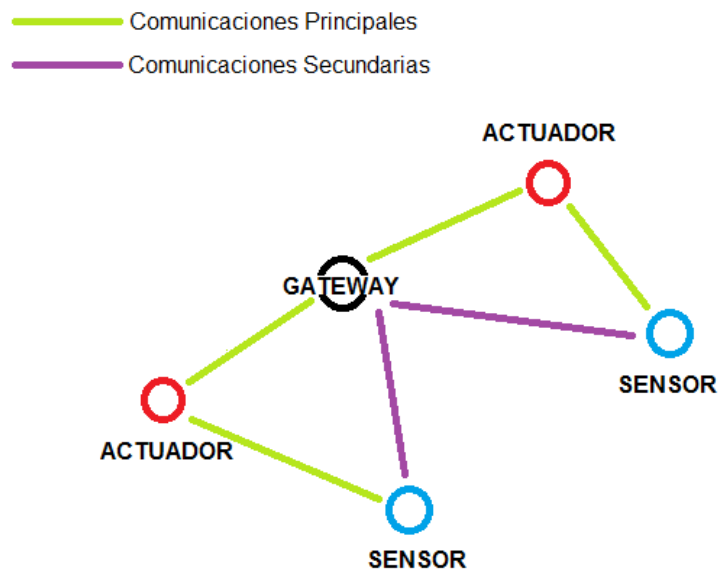 Comunicaciones Principales
Comunicaciones Secundarias
ACTUADOR
GATEWAY
SENSOR
ACTUADOR
SENSOR